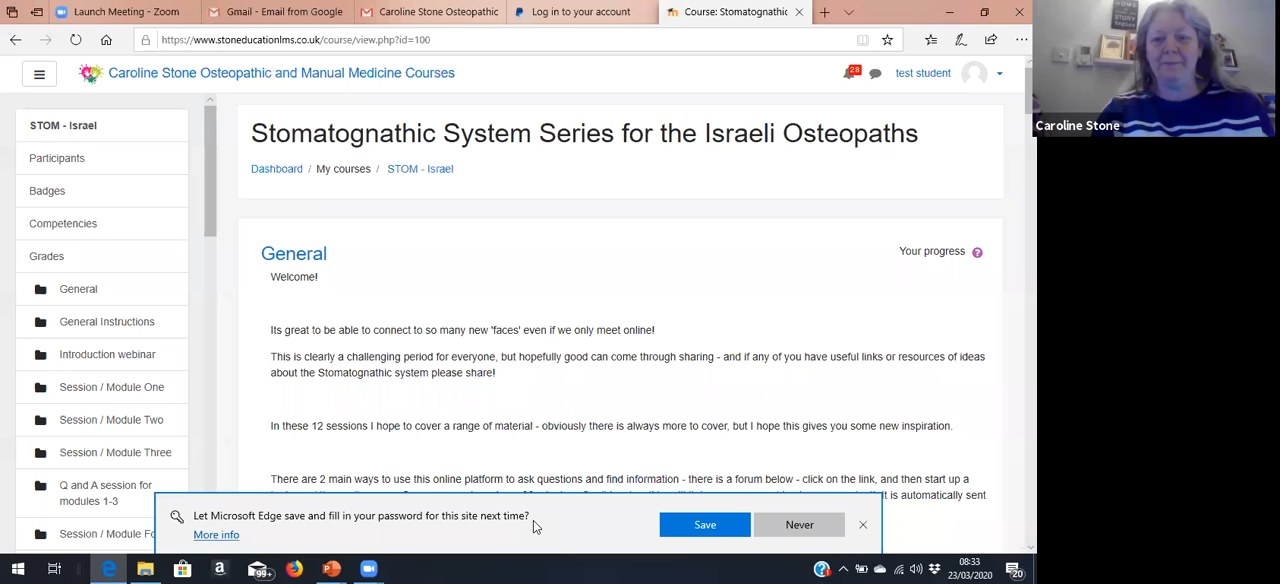 Launch Meeting - Zoom
Gmail - Email from Google
Caroline Stone Osteopathic
Log in to your account
Course: Stomatognathic
https://www.stoneducationlms.co.uk/course/view.php?id=100
Caroline Stone Osteopathic and Manual Medicine Courses
28
test student
STOM - Israel
Participants
Badges
Competencies
Grades
General
General Instructions
Introduction webinar
Session / Module One
Session / Module Two
Session / Module Three
Q and A session for
modules 1-3
Session / Module Fo
Stomatognathic System Series for the Israeli Osteopaths
Dashboard / My courses / STOM - Israel
General
Your progress
Welcome!
Its great to be able to connect to so many new 'faces' even if we only meet online!
This is clearly a challenging period for everyone, but hopefully good can come through sharing - and if any of you have useful links or resources of ideas
about the Stomatognathic system please share!
In these 12 sessions I hope to cover a range of material - obviously there is always more to cover, but I hope this gives you some new inspiration.
There are 2 main ways to use this online platform to ask questions and find information - there is a forum below - click on the link, and then start up a
it is automatically sent
Let Microsoft Edge save and fill in your password for this site next time?
More info
Save
Never
Caroline Stone
STORY
99+
08:33
23/03/2020
20